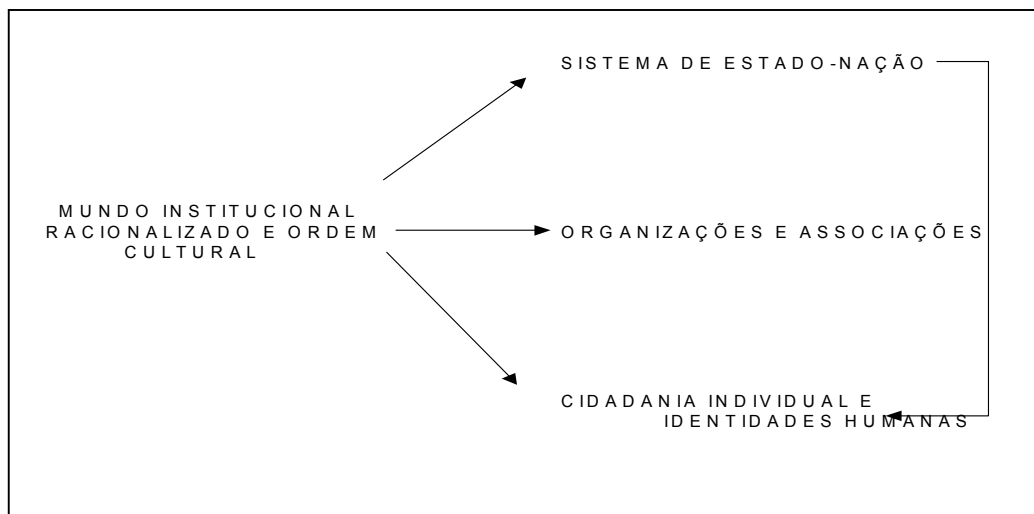 SISTEMA DE ESTADO-NAÇÃO
MUNDO INSTITUCIONAL
RACIONALIZADO E ORDEM
CULTURAL
ORGANIZAÇÕES E ASSOCIAÇÕES
CIDADANIA INDIVIDUAL E
IDENTIDADES HUMANAS